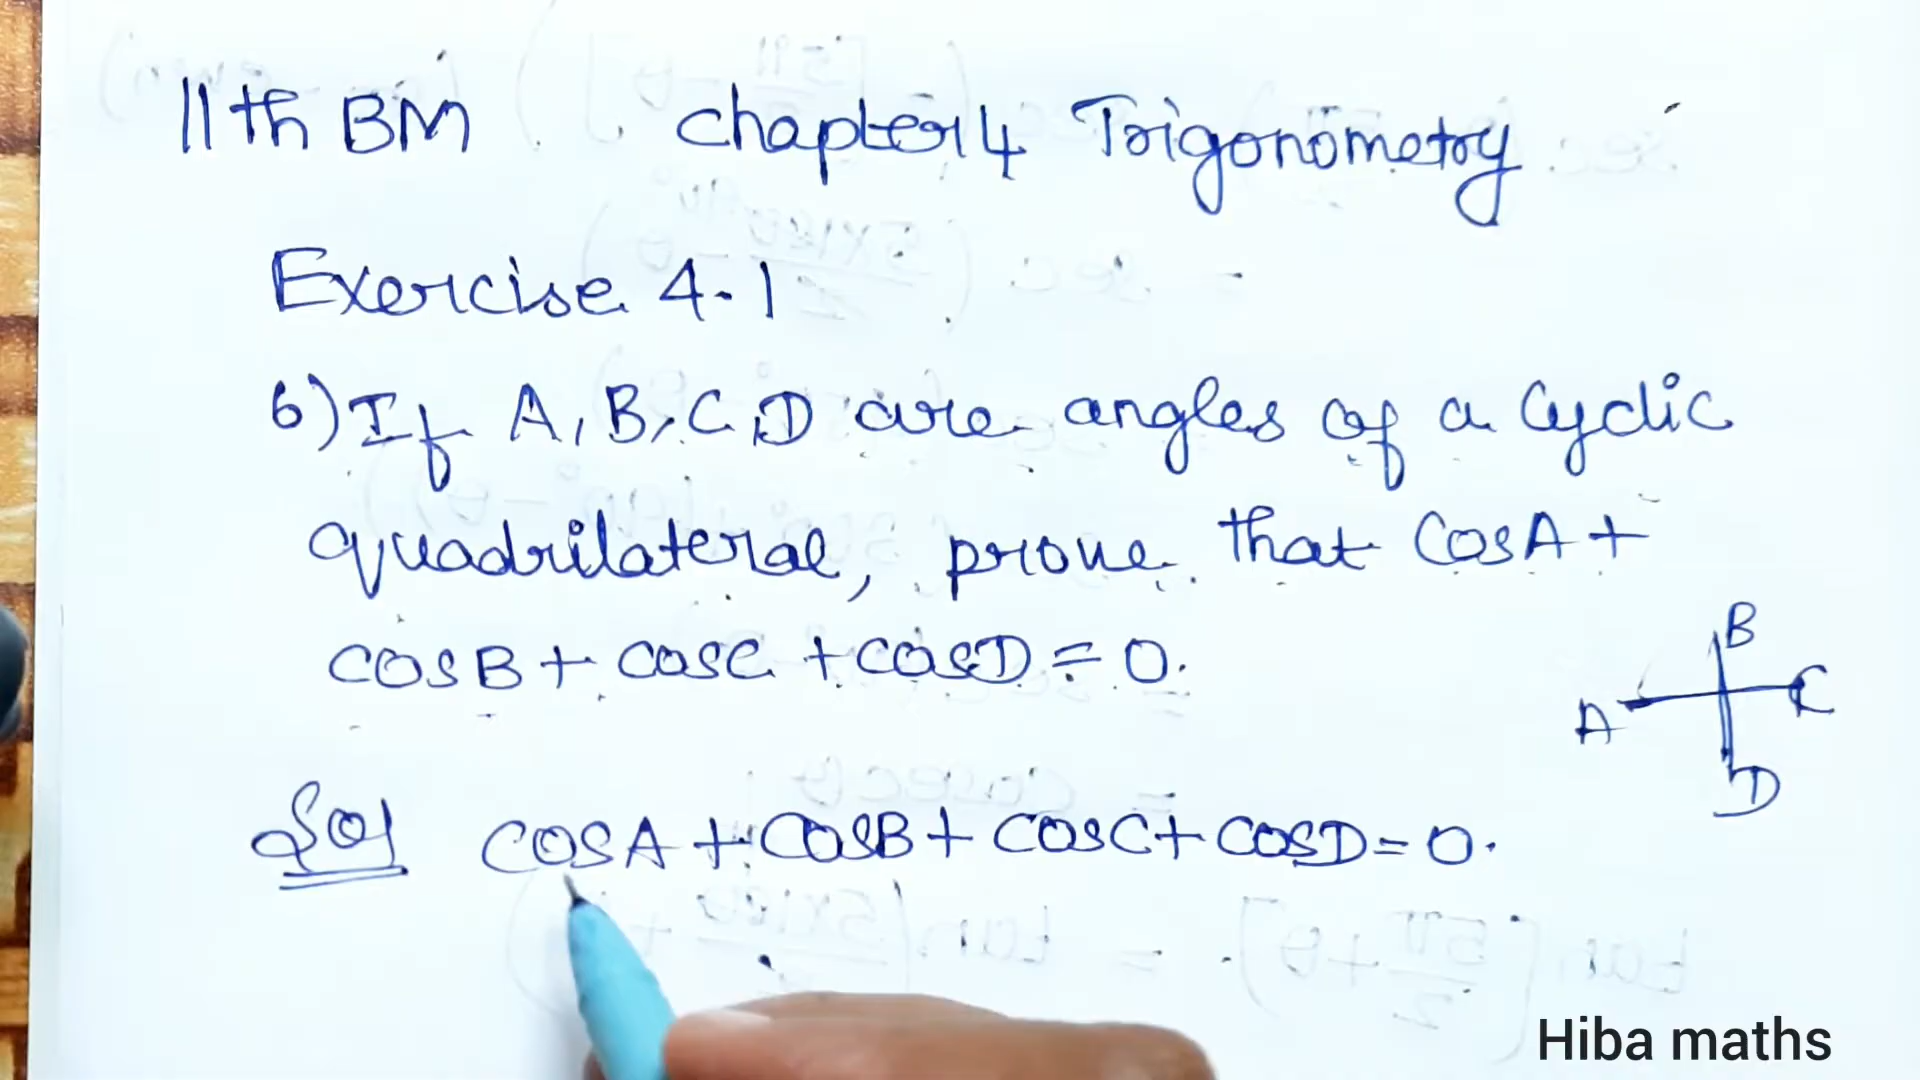 11th BM Chapter 4 Trigonometry
Exercise 4.1
6) If A, B, C, D are angles of a Cyclic
quadrilateral, prove that CosA +
cosB + cosC + cosD = 0.
B
A C
D
Sol cosA + cosB + cosC + cosD = 0.
Hiba maths